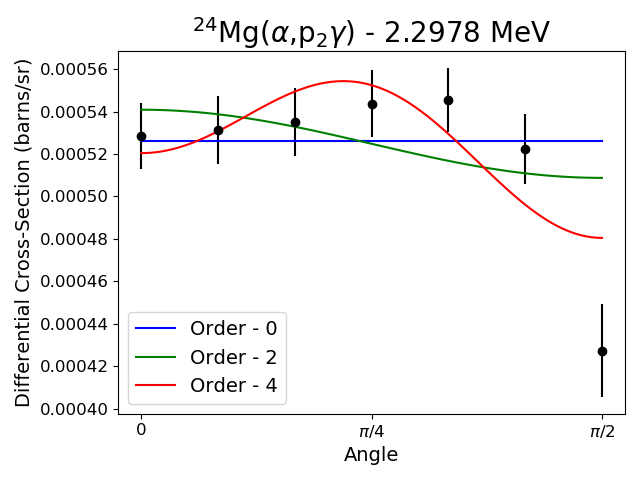 ²⁴Mg(α,p₂γ) - 2.2978 MeV
Differential Cross-Section (barns/sr)
0.00056
0.00054
0.00052
0.00050
0.00048
0.00046
0.00044
0.00042
0.00040
Order - 0
Order - 2
Order - 4
0 π/4 π/2
Angle